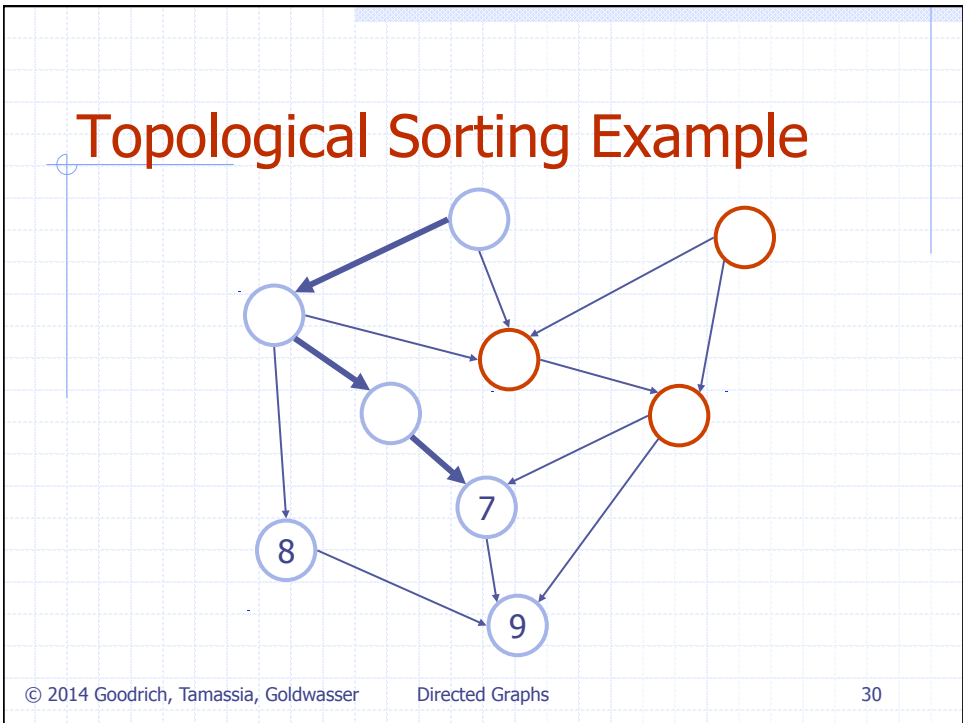 Topological Sorting Example
7
8
9
© 2014 Goodrich, Tamassia, Goldwasser Directed Graphs 30